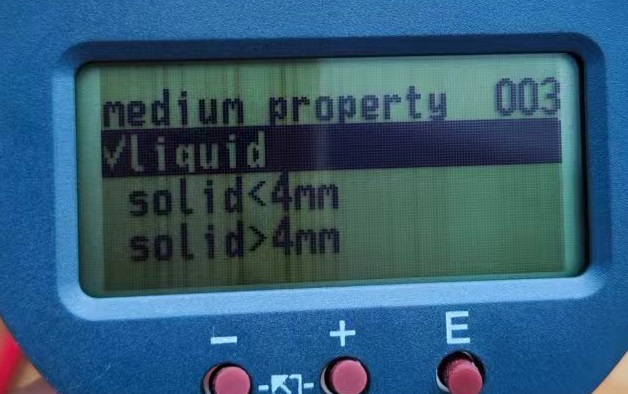 medium property 003
✓liquid
solid<4mm
solid>4mm
- + E